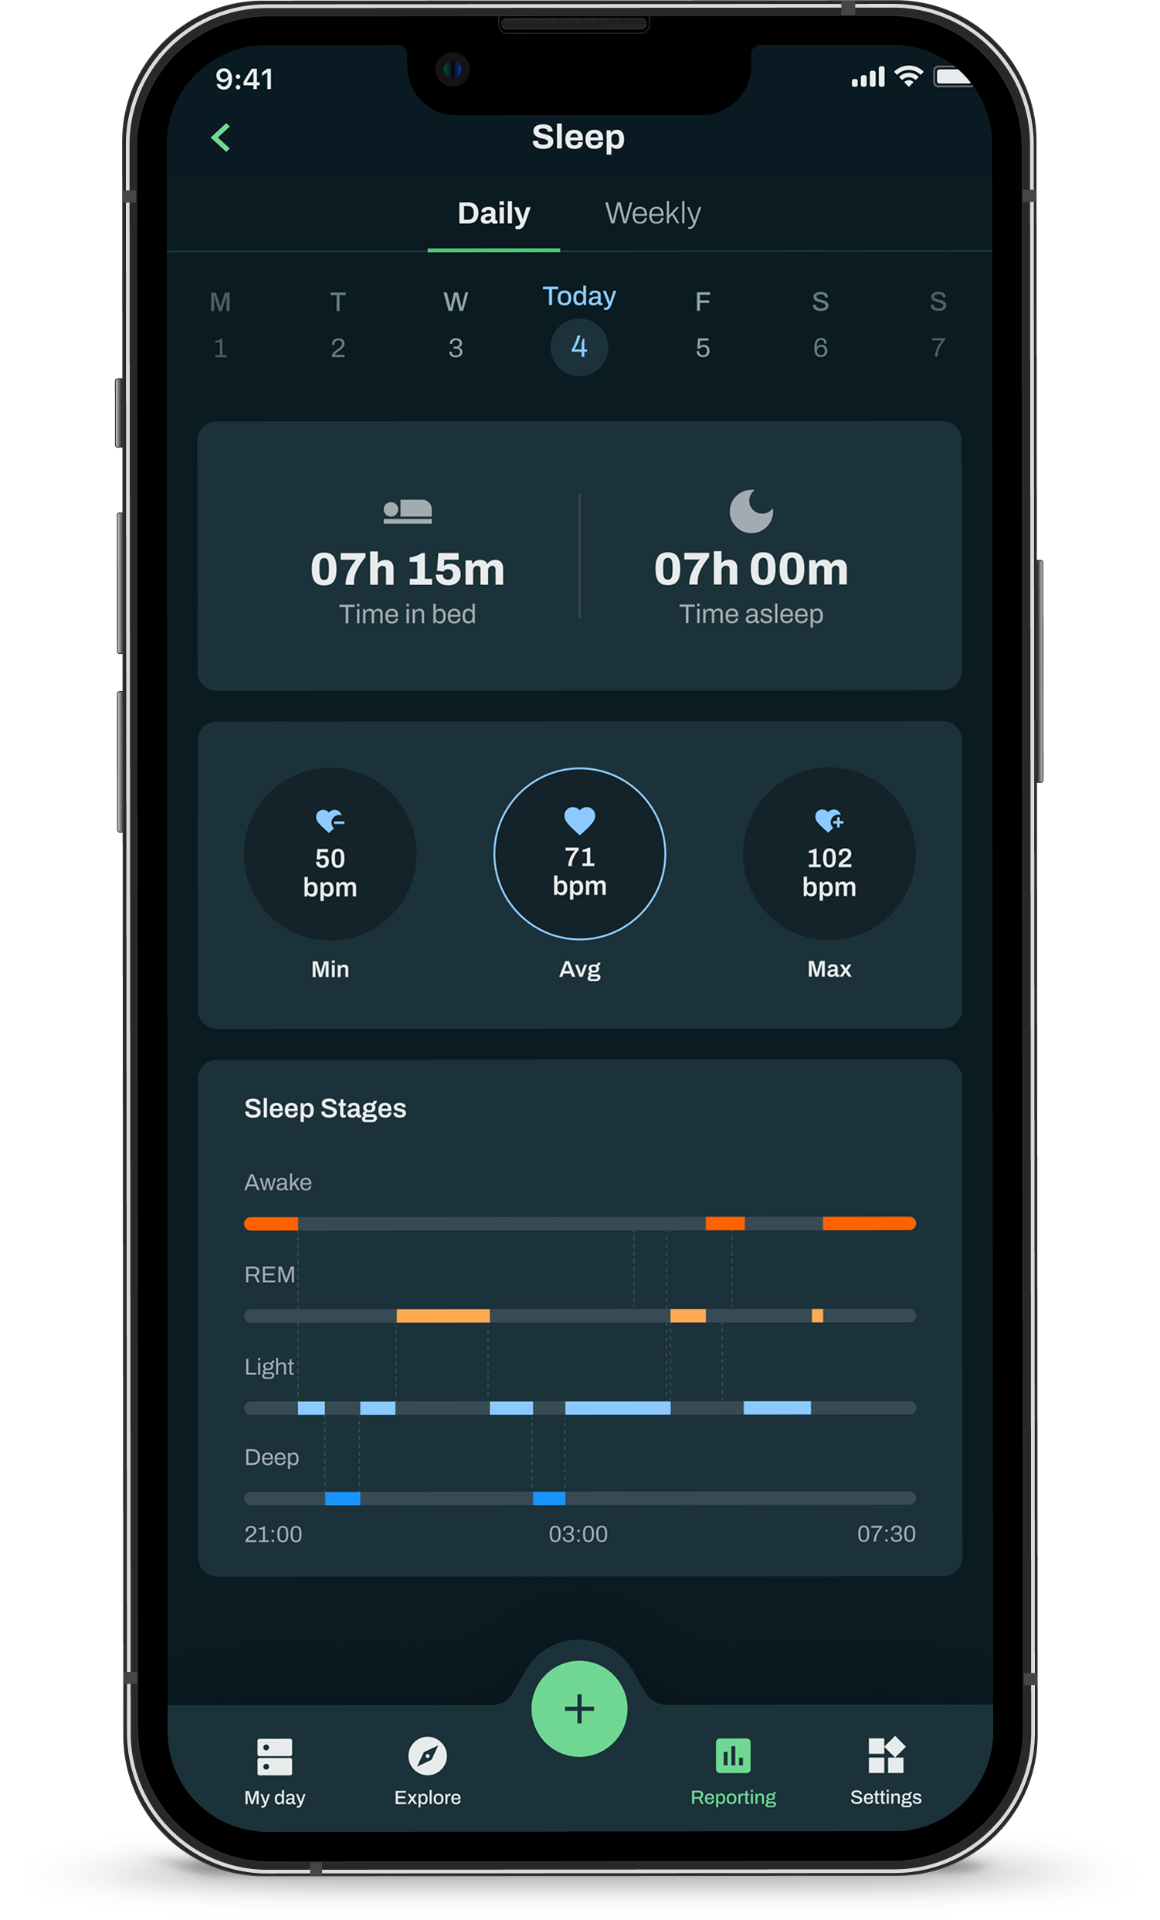 9:41
Sleep
Daily Weekly
M T W Today F S S
1 2 3 4 5 6 7
07h 15m 07h 00m
Time in bed Time asleep
50 71 102
bpm bpm bpm
Min Avg Max
Sleep Stages
Awake
REM
Light
Deep
21:00 03:00 07:30
My day Explore Reporting Settings